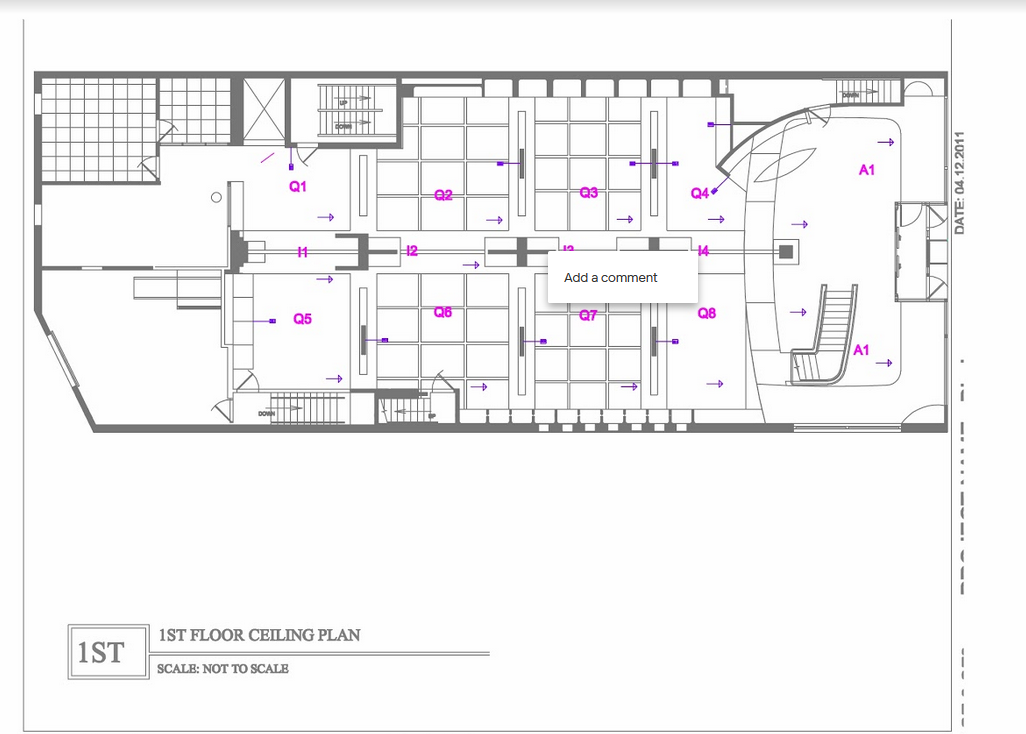 UP
DOWN
DOWN
A1
Q1
Q2
Q3
Q4
I1
I2
I4
Add a comment
Q5
Q6
Q7
Q8
A1
DOWN
UP
DATE: 04.12.2011
1ST
1ST FLOOR CEILING PLAN
SCALE: NOT TO SCALE